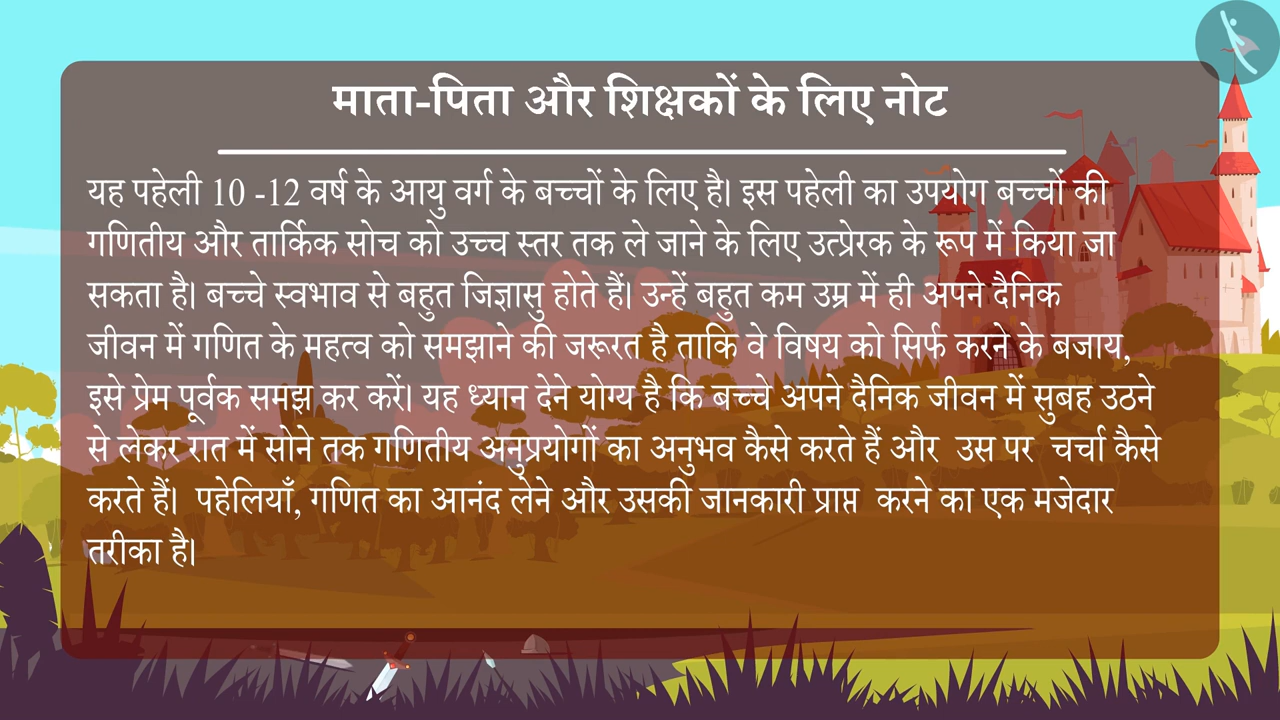 माता-पिता और शिक्षकों के लिए नोट
यह पहेली 10 -12 वर्ष के आयु वर्ग के बच्चों के लिए है। इस पहेली का उपयोग बच्चों की
गणितीय और तार्किक सोच को उच्च स्तर तक ले जाने के लिए उत्प्रेरक के रूप में किया जा
सकता है। बच्चे स्वभाव से बहुत जिज्ञासु होते हैं। उन्हें बहुत कम उम्र में ही अपने दैनिक
जीवन में गणित के महत्व को समझाने की जरूरत है ताकि वे विषय को सिर्फ करने के बजाय,
इसे प्रेम पूर्वक समझ कर करें। यह ध्यान देने योग्य है कि बच्चे अपने दैनिक जीवन में सुबह उठने
से लेकर रात में सोने तक गणितीय अनुप्रयोगों का अनुभव कैसे करते हैं और उस पर चर्चा कैसे
करते हैं। पहेलियाँ, गणित का आनंद लेने और उसकी जानकारी प्राप्त करने का एक मजेदार
तरीका है।